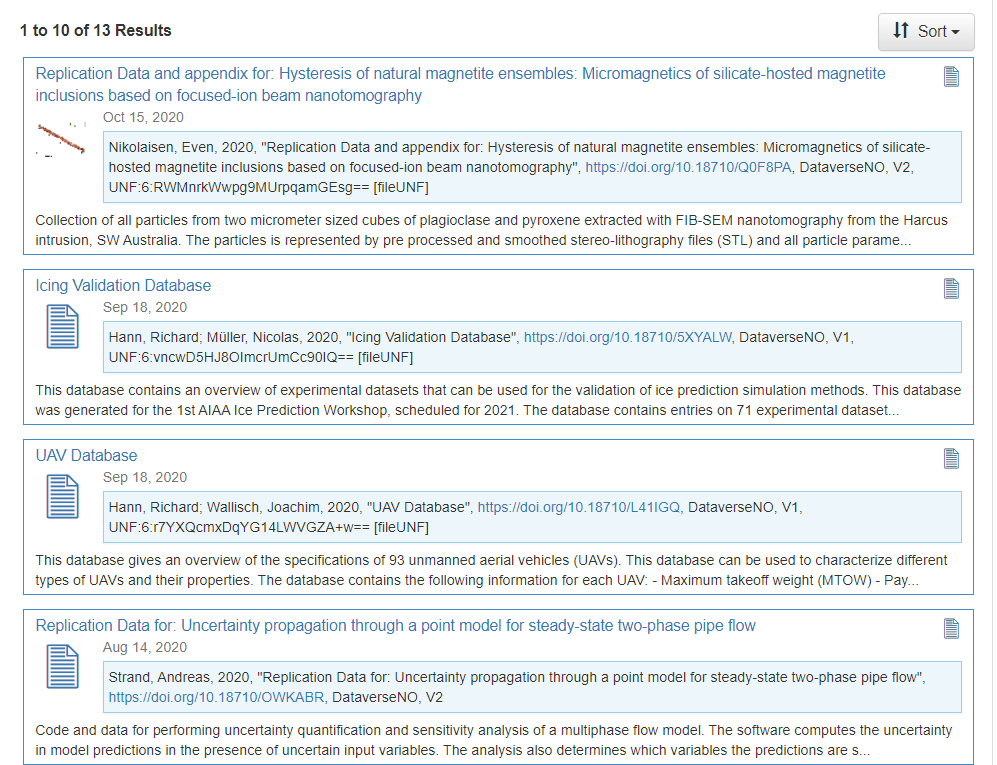 1 to 10 of 13 Results
Sort
Replication Data and appendix for: Hysteresis of natural magnetite ensembles: Micromagnetics of silicate-hosted magnetite
inclusions based on focused-ion beam nanotomography
Oct 15, 2020
Nikolaisen, Even, 2020, "Replication Data and appendix for: Hysteresis of natural magnetite ensembles: Micromagnetics of silicate-
hosted magnetite inclusions based on focused-ion beam nanotomography", https://doi.org/10.18710/Q0F8PA, DataverseNO, V2,
UNF:6:RWMnrkWwpg9MUrpqamGEsg== [fileUNF]
Collection of all particles from two micrometer sized cubes of plagioclase and pyroxene extracted with FIB-SEM nanotomography from the Harcus
intrusion, SW Australia. The particles is represented by pre processed and smoothed stereo-lithography files (STL) and all particle parame...
Icing Validation Database
Sep 18, 2020
Hann, Richard; Müller, Nicolas, 2020, "Icing Validation Database", https://doi.org/10.18710/5XYALW, DataverseNO, V1,
UNF:6:vncwD5HJ8OImcrUmCc90IQ== [fileUNF]
This database contains an overview of experimental datasets that can be used for the validation of ice prediction simulation methods. This database
was generated for the 1st AIAA Ice Prediction Workshop, scheduled for 2021. The database contains entries on 71 experimental dataset...
UAV Database
Sep 18, 2020
Hann, Richard; Wallisch, Joachim, 2020, "UAV Database", https://doi.org/10.18710/L41IGQ, DataverseNO, V1,
UNF:6:r7YXQcmxDqYG14LWVGZA+w== [fileUNF]
This database gives an overview of the specifications of 93 unmanned aerial vehicles (UAVs). This database can be used to characterize different
types of UAVs and their properties. The database contains the following information for each UAV: - Maximum takeoff weight (MTOW) - Pay...
Replication Data for: Uncertainty propagation through a point model for steady-state two-phase pipe flow
Aug 14, 2020
Strand, Andreas, 2020, "Replication Data for: Uncertainty propagation through a point model for steady-state two-phase pipe flow",
https://doi.org/10.18710/OWKABR, DataverseNO, V2
Code and data for performing uncertainty quantification and sensitivity analysis of a multiphase flow model. The software computes the uncertainty
in model predictions in the presence of uncertain input variables. The analysis also determines which variables the predictions are s...